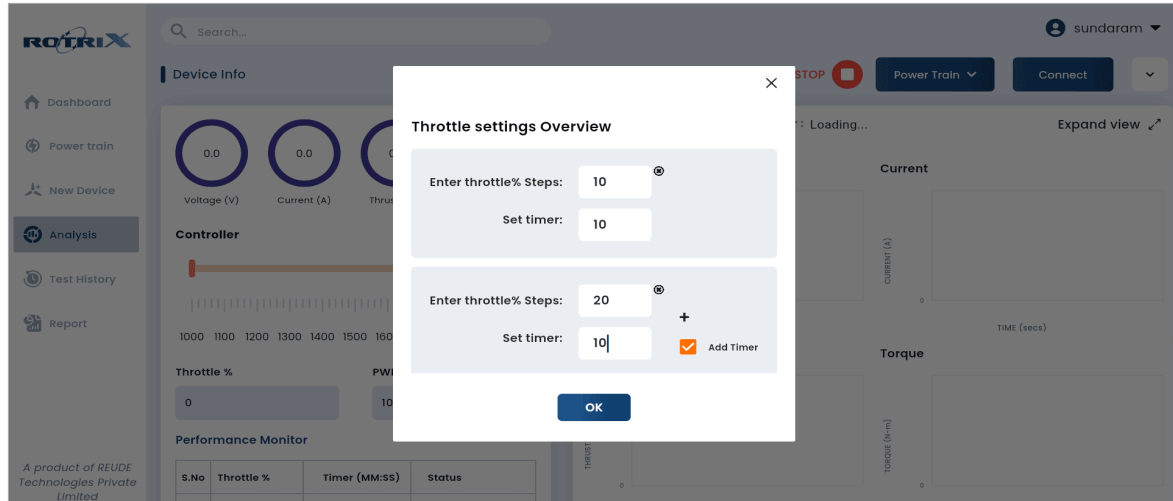 ROTRIX
Search...
sundaram
Device Info
STOP
Power Train
Connect
Dashboard
Power train
New Device
Analysis
Test History
Report
A product of REUDE
Technologies Private
Limited
0.0
0.0
Voltage (V)
Current (A)
Controller
1000 1100 1200 1300 1400 1500
Throttle %
0
10
Performance Monitor
S.No
Throttle %
Timer (MM:SS)
Status
Throttle settings Overview
Enter throttle% Steps:
10
Set timer:
10
Enter throttle% Steps:
20
+
Set timer:
10
Add Timer
OK
: Loading...
Expand view
Current
CURRENT (A)
0
TIME (secs)
Torque
THRUST
0
TORQUE (N-m)
0